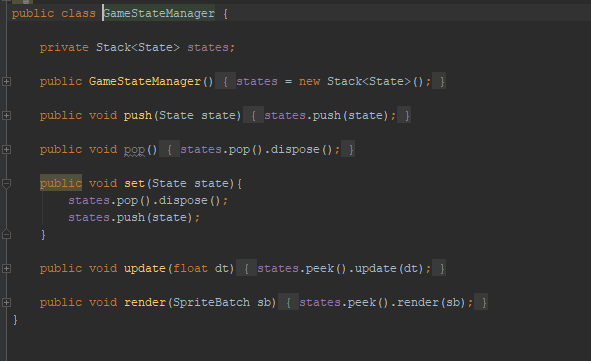 public class GameStateManager {
private Stack<State> states;
public GameStateManager() { states = new Stack<State>(); }
public void push(State state) { states.push(state); }
public void pop() { states.pop().dispose(); }
public void set(State state){
states.pop().dispose();
states.push(state);
}
public void update(float dt) { states.peek().update(dt); }
public void render(SpriteBatch sb) { states.peek().render(sb); }
}